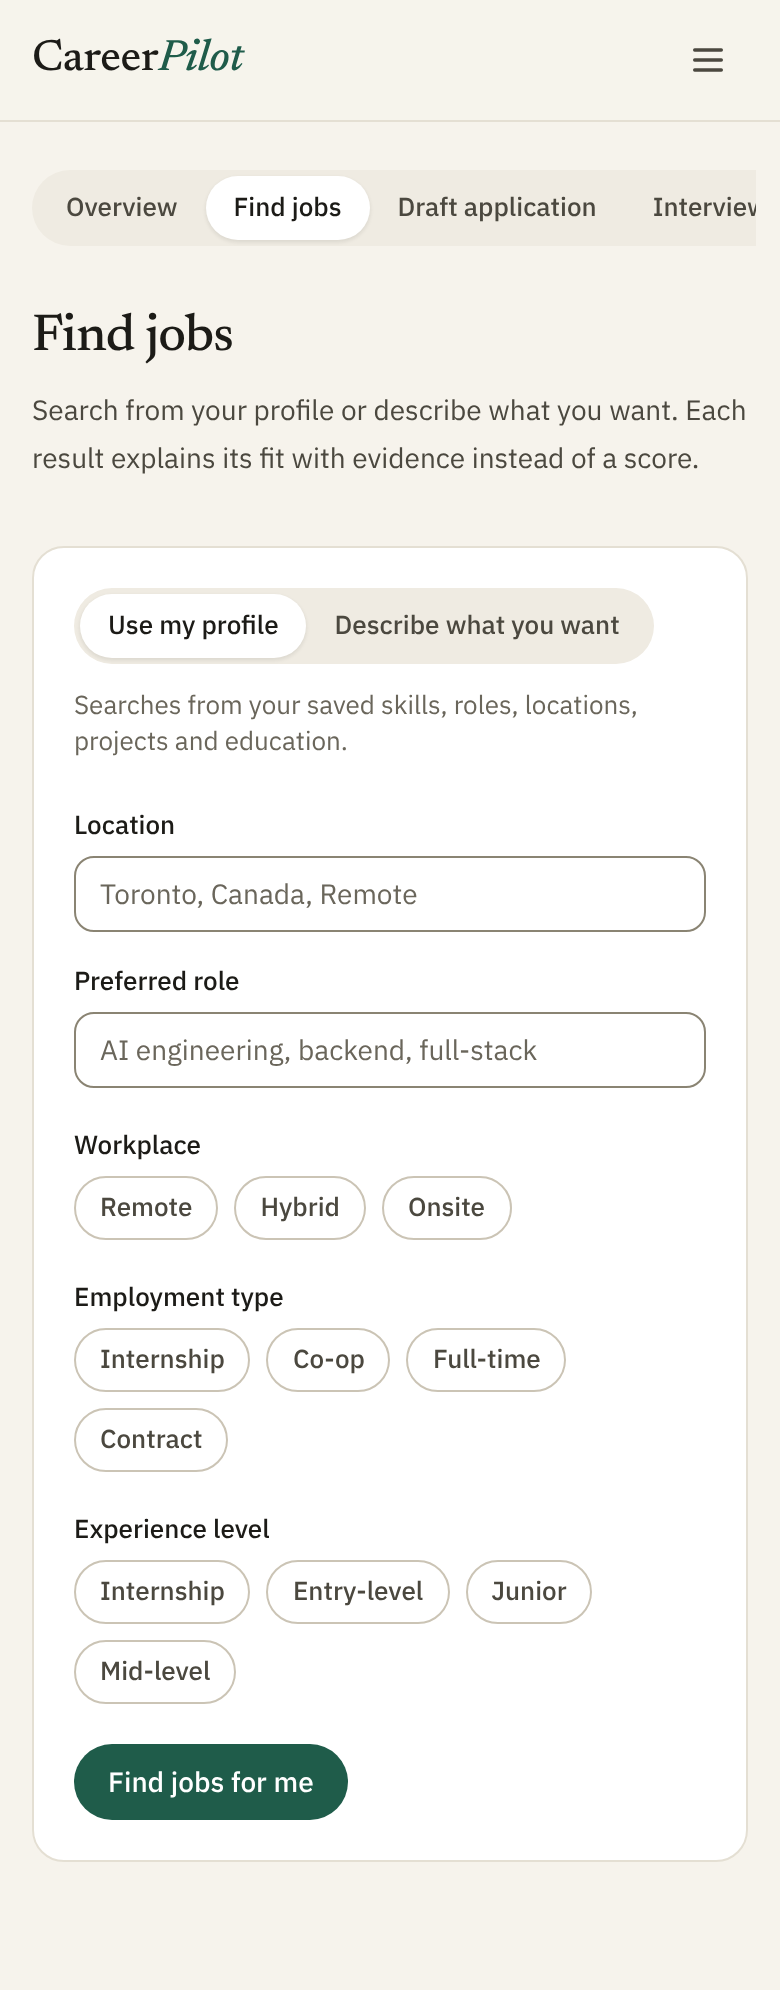 CareerPilot
Overview Find jobs Draft application Interview
Find jobs
Search from your profile or describe what you want. Each
result explains its fit with evidence instead of a score.
Use my profile Describe what you want
Searches from your saved skills, roles, locations,
projects and education.
Location
Toronto, Canada, Remote
Preferred role
AI engineering, backend, full-stack
Workplace
Remote Hybrid Onsite
Employment type
Internship Co-op Full-time
Contract
Experience level
Internship Entry-level Junior
Mid-level
Find jobs for me